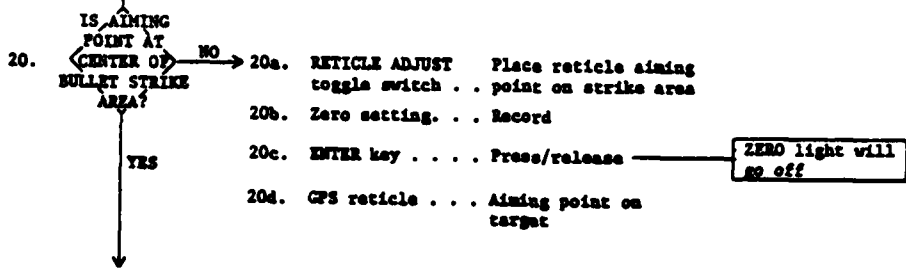 IS AIMING
POINT AT
20. CENTER OF NO 20a. RETICLE ADJUST Place reticle aiming
BULLET STRIKE toggle switch . . point on strike area
AREA?
20b. Zero setting. . . Record
YES 20c. ENTER key . . . . Press/release ZERO light will
go off
20d. GPS reticle . . . Aiming point on
target